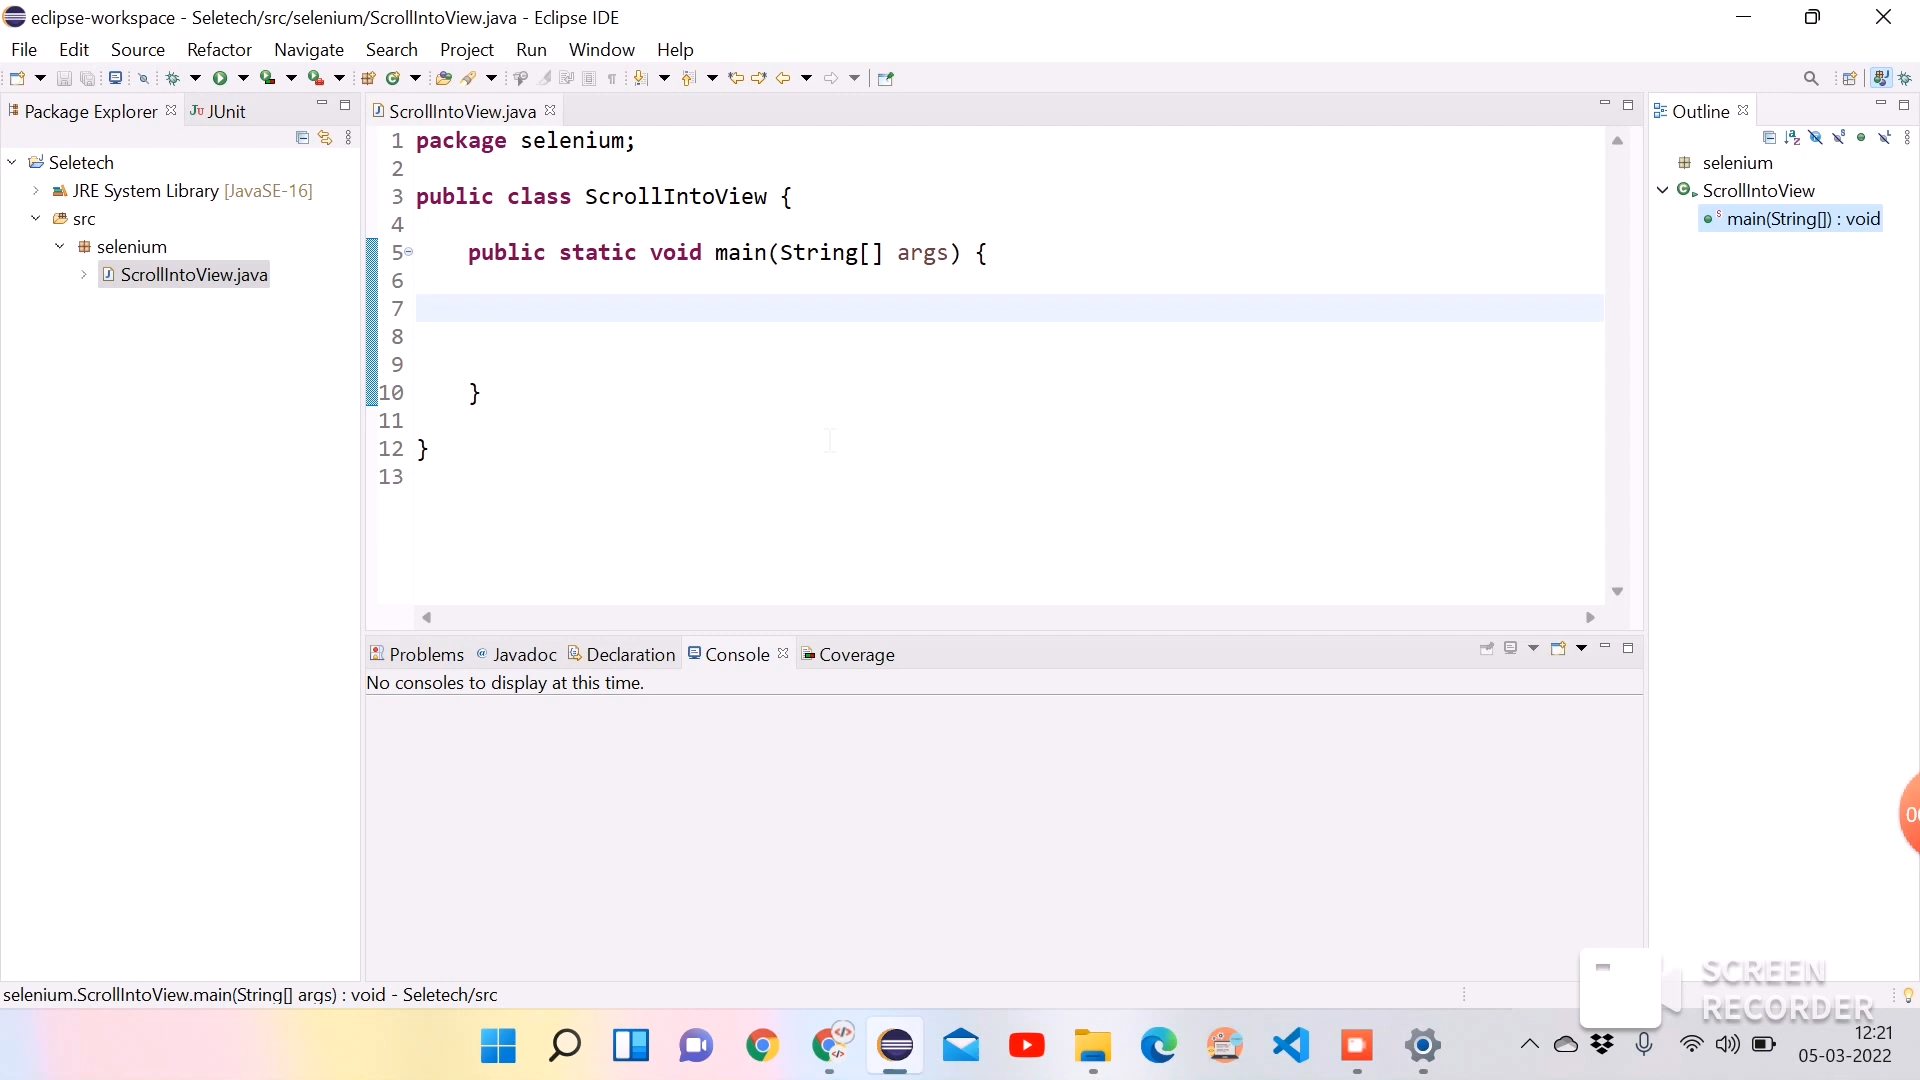 eclipse-workspace - Seletech/src/selenium/ScrollIntoView.java - Eclipse IDE
File Edit Source Refactor Navigate Search Project Run Window Help
Package Explorer JUnit
ScrollIntoView.java
Outline
Seletech
JRE System Library [JavaSE-16]
src
selenium
ScrollIntoView.java
1 package selenium;
2
3 public class ScrollIntoView {
4
5 public static void main(String[] args) {
6
7
8
9
10 }
11
12 }
13
selenium
ScrollIntoView
main(String[]) : void
Problems Javadoc Declaration Console Coverage
No consoles to display at this time.
selenium.ScrollIntoView.main(String[] args) : void - Seletech/src
SCREEN
RECORDER
12:21
05-03-2022